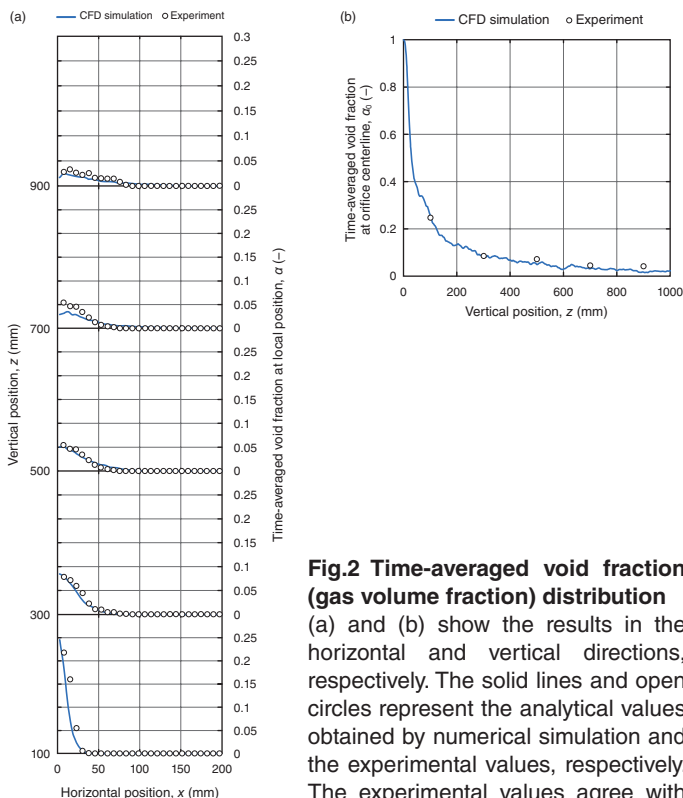 (a)
CFD simulation
Experiment
0.3
0.25
0.2
0.15
0.1
0.05
900
0
0.25
0.2
0.15
0.1
0.05
700
0
0.25
0.2
0.15
0.1
0.05
500
0
0.25
0.2
0.15
0.1
0.05
300
0
0.25
0.2
0.15
0.1
0.05
100
0
0
50
100
150
200
Horizontal position, x (mm)
Vertical position, z (mm)
Time-averaged void fraction at local position, α (−)
(b)
CFD simulation
Experiment
1
0.8
0.6
0.4
0.2
0
0
200
400
600
800
1000
Vertical position, z (mm)
Time-averaged void fraction
at orifice centerline, α₀ (−)
Fig.2 Time-averaged void fraction
(gas volume fraction) distribution
(a) and (b) show the results in the
horizontal and vertical directions,
respectively. The solid lines and open
circles represent the analytical values
obtained by numerical simulation and
the experimental values, respectively.
The experimental values agree with